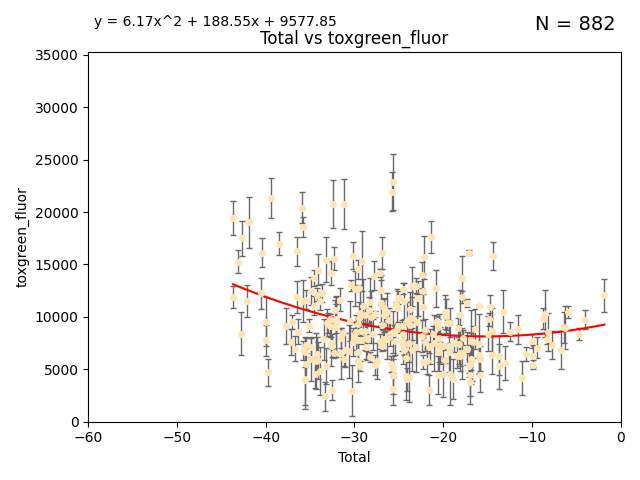 y = 6.17x^2 + 188.55x + 9577.85
N = 882
Total vs toxgreen_fluor
35000
30000
25000
20000
15000
10000
5000
0
toxgreen_fluor
−60 −50 −40 −30 −20 −10 0
Total